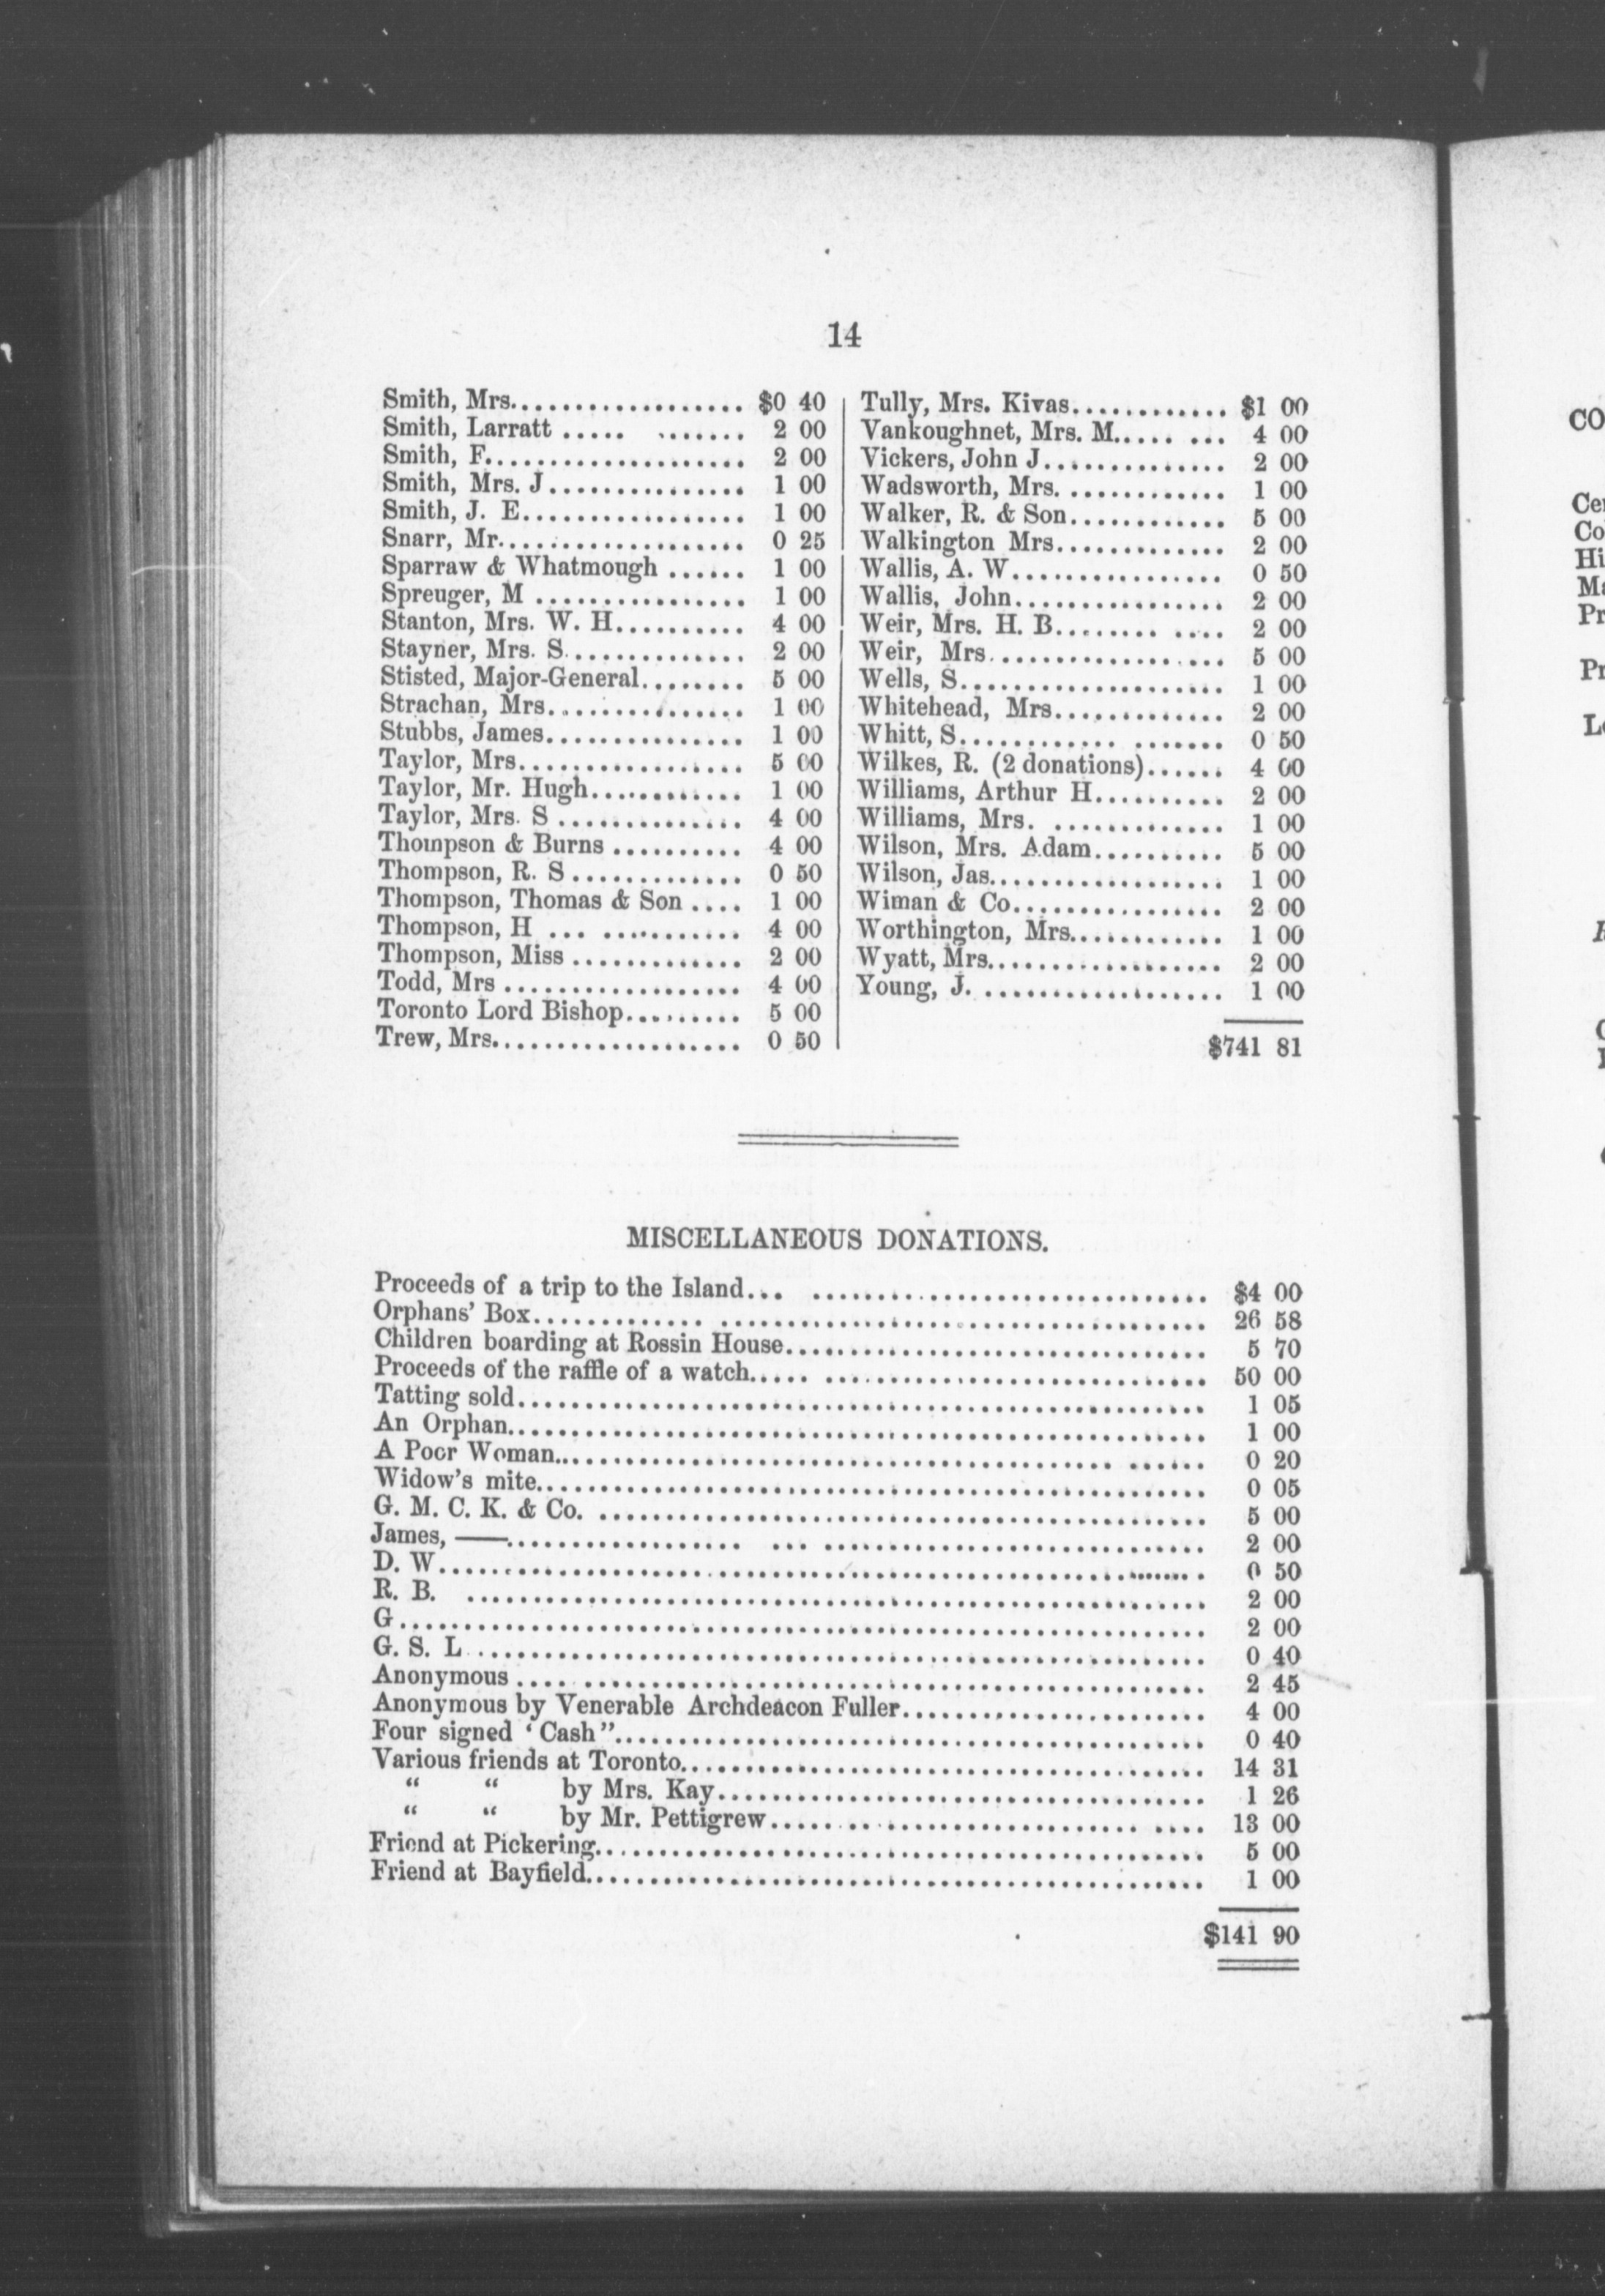 14
Smith, Mrs................... $0 40
Smith, Larratt ..... ....... 2 00
Smith, F.................... 2 00
Smith, Mrs. J............... 1 00
Smith, J. E................. 1 00
Snarr, Mr................... 0 25
Sparraw & Whatmough ...... 1 00
Spreuger, M ................ 1 00
Stanton, Mrs. W. H.......... 4 00
Stayner, Mrs. S.............. 2 00
Stisted, Major-General........ 5 00
Strachan, Mrs............... 1 00
Stubbs, James............... 1 00
Taylor, Mrs................. 5 00
Taylor, Mr. Hugh............ 1 00
Taylor, Mrs. S .............. 4 00
Thompson & Burns .......... 4 00
Thompson, R. S ............. 0 50
Thompson, Thomas & Son .... 1 00
Thompson, H ... ........... 4 00
Thompson, Miss ............. 2 00
Todd, Mrs .................. 4 00
Toronto Lord Bishop......... 5 00
Trew, Mrs................... 0 50
Tully, Mrs. Kivas............ $1 00
Vankoughnet, Mrs. M..... ... 4 00
Vickers, John J.............. 2 00
Wadsworth, Mrs. ............ 1 00
Walker, R. & Son............ 5 00
Walkington Mrs............. 2 00
Wallis, A. W................ 0 50
Wallis, John................ 2 00
Weir, Mrs. H. B........ .... 2 00
Weir, Mrs.................. 5 00
Wells, S.................... 1 00
Whitehead, Mrs............. 2 00
Whitt, S............ ....... 0 50
Wilkes, R. (2 donations)...... 4 00
Williams, Arthur H.......... 2 00
Williams, Mrs. ............. 1 00
Wilson, Mrs. Adam.......... 5 00
Wilson, Jas.................. 1 00
Wiman & Co................ 2 00
Worthington, Mrs............ 1 00
Wyatt, Mrs.................. 2 00
Young, J. ................... 1 00
$741 81
MISCELLANEOUS DONATIONS.
Proceeds of a trip to the Island... ............................... $4 00
Orphans' Box............. ...................................... 26 58
Children boarding at Rossin House................................. 5 70
Proceeds of the raffle of a watch..... .............................. 50 00
Tatting sold...................................................... 1 05
An Orphan....................................................... 1 00
A Poor Woman............................................ ...... 0 20
Widow's mite.................................................... 0 05
G. M. C. K. & Co. ................................................ 5 00
James, ——................... ... .............................. 2 00
D. W............................................................ 0 50
R. B. .......................................................... 2 00
G............................................................... 2 00
G. S. L ......................................................... 0 40
Anonymous .... ................................................. 2 45
Anonymous by Venerable Archdeacon Fuller........................ 4 00
Four signed ‘Cash”.............................................. 0 40
Various friends at Toronto......................................... 14 31
“ “ by Mrs. Kay...................................... 1 26
“ “ by Mr. Pettigrew............................. .... 13 00
Friend at Pickering................................................ 5 00
Friend at Bayfield................................................. 1 00
$141 90
CO
Pr
Pr